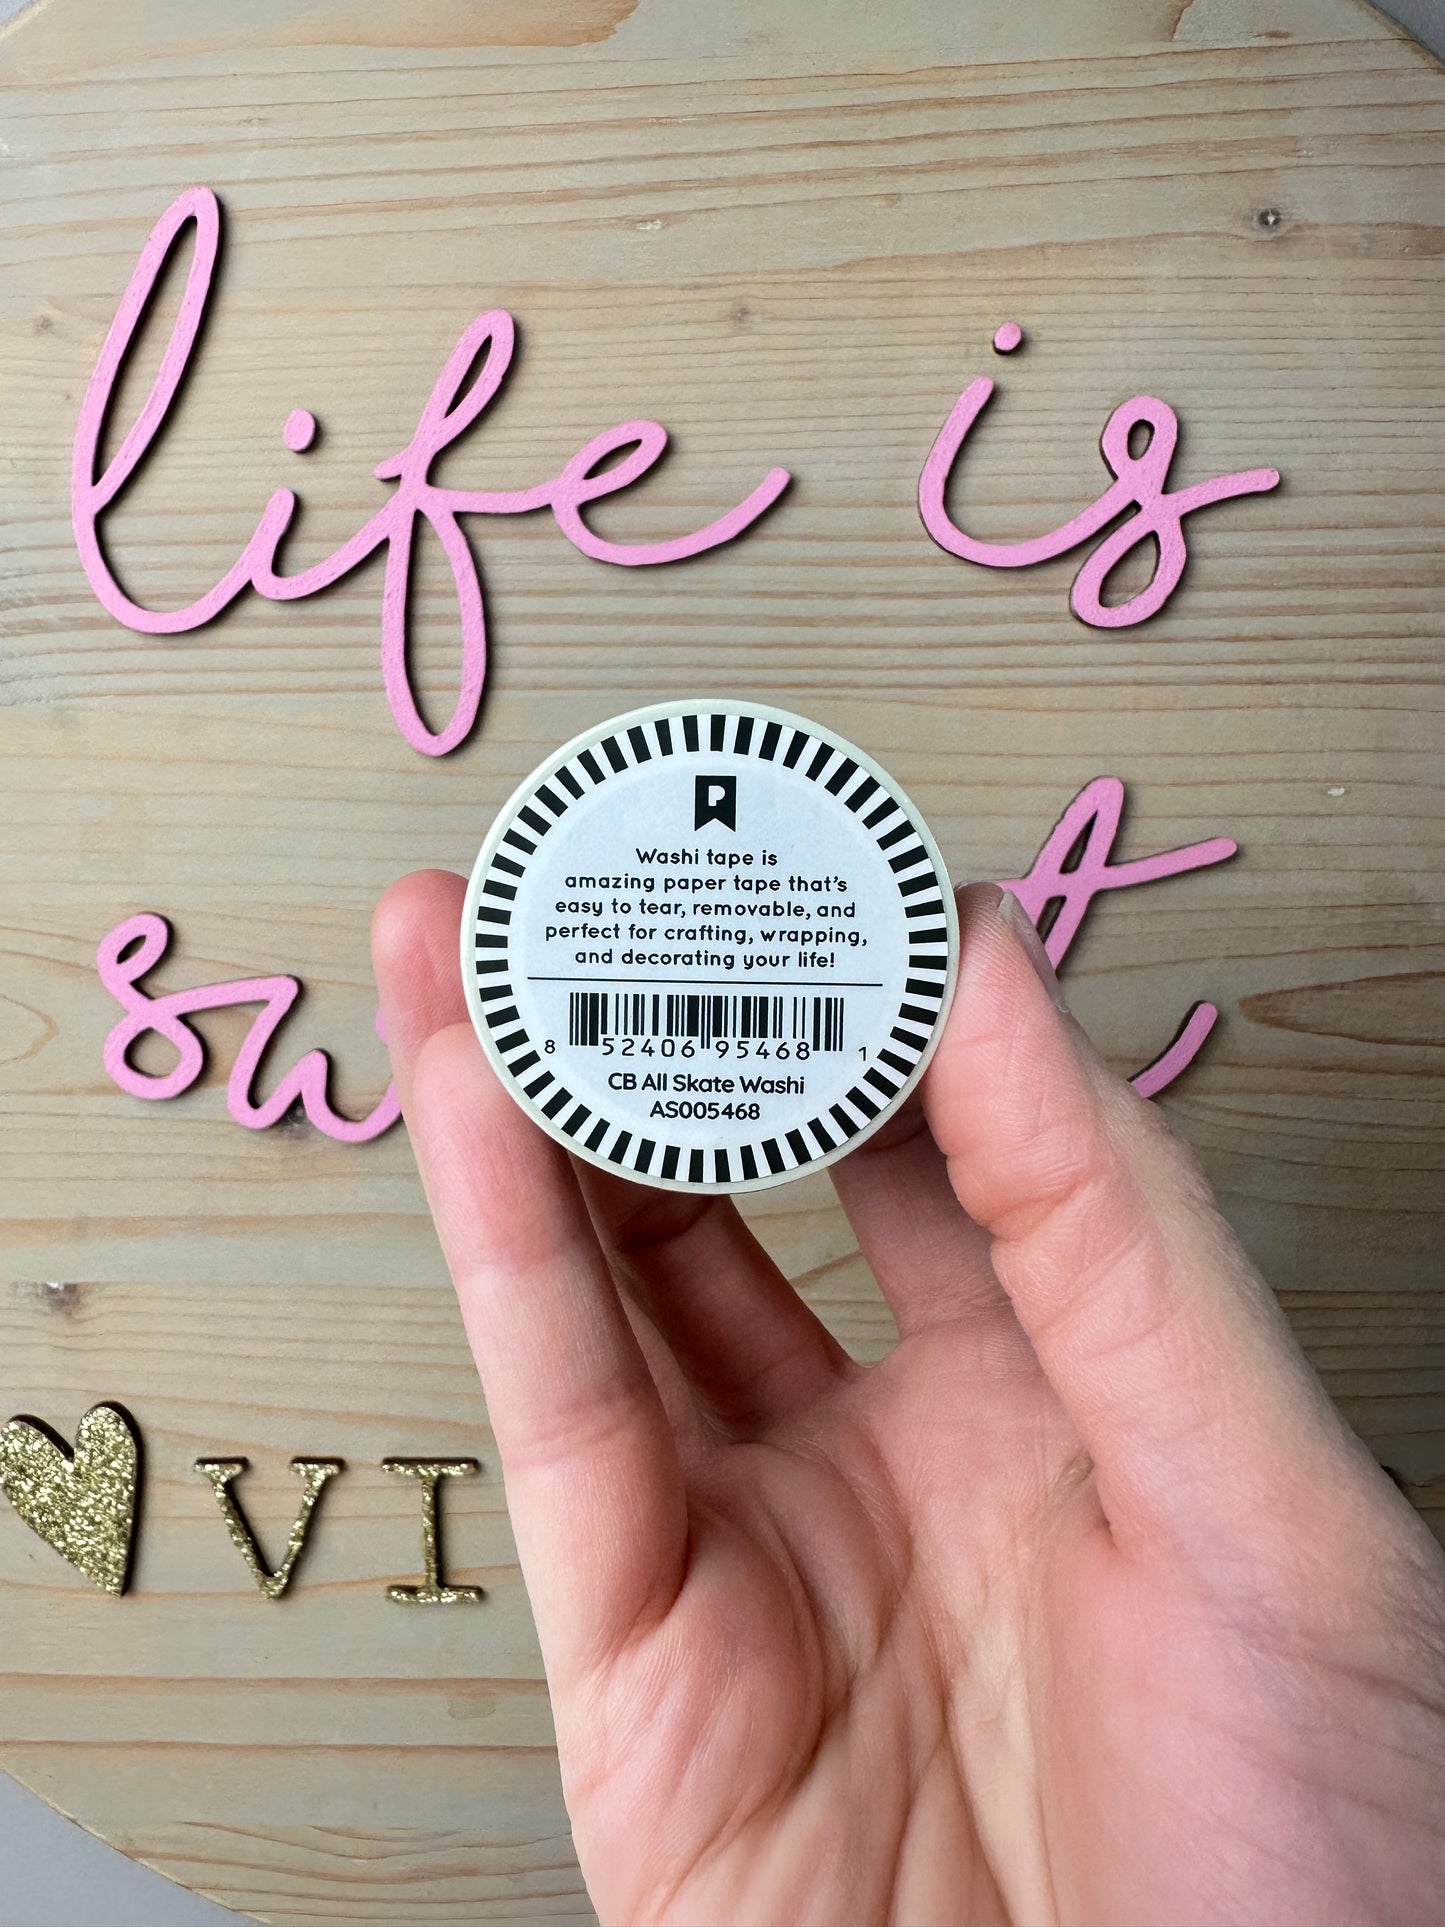 life is
P
Washi tape is
amazing paper tape that's
easy to tear, removable, and
perfect for crafting, wrapping,
and decorating your life!
8 52406 95468 1
CB All Skate Washi
AS005468
VI